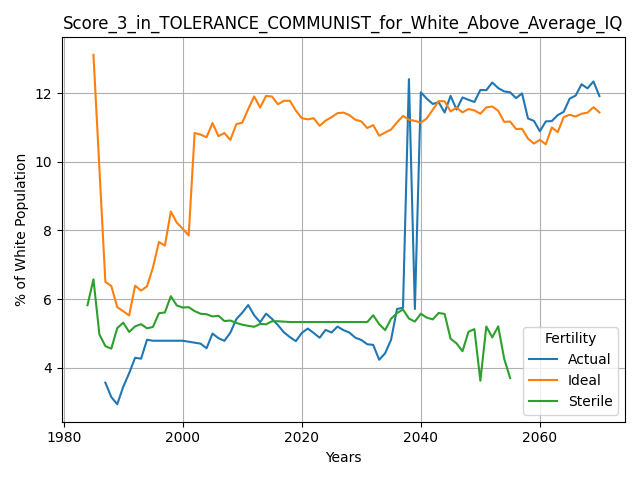 Score_3_in_TOLERANCE_COMMUNIST_for_White_Above_Average_IQ
% of White Population
12
10
8
6
4
1980
2000
2020
2040
2060
Years
Fertility
Actual
Ideal
Sterile